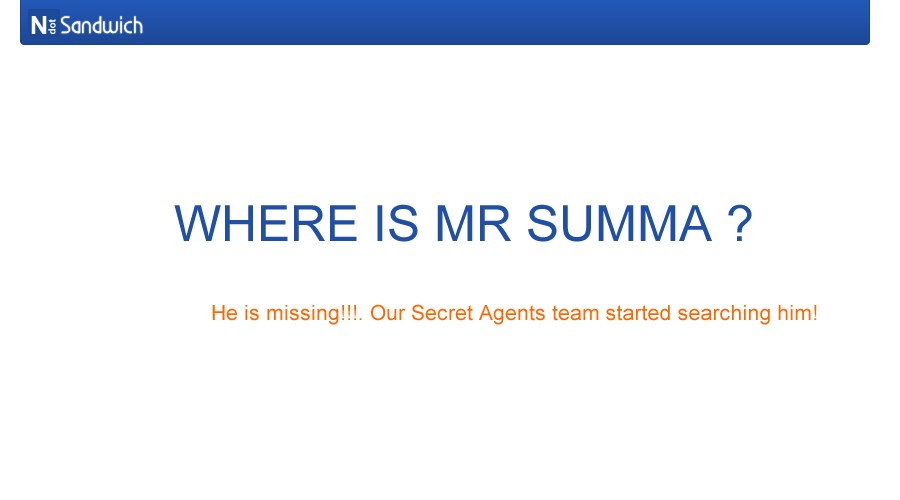 N dot Sandwich
WHERE IS MR SUMMA ?
He is missing!!!. Our Secret Agents team started searching him!